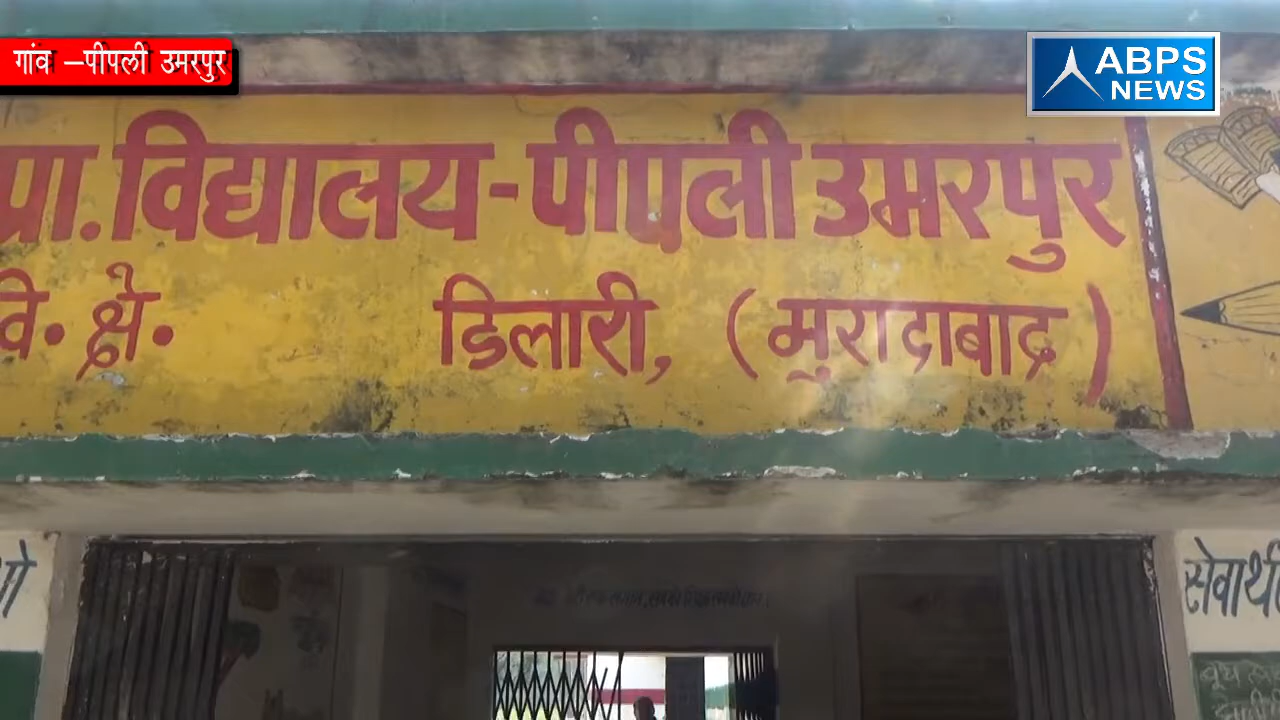 गांव –पीपली उमरपुर
ABPS
NEWS
प्रा. विद्यालय-पीपली उमरपुर
वि. क्षे. डिलारी, (मुरादाबाद)
सेवार्थ
बूथ